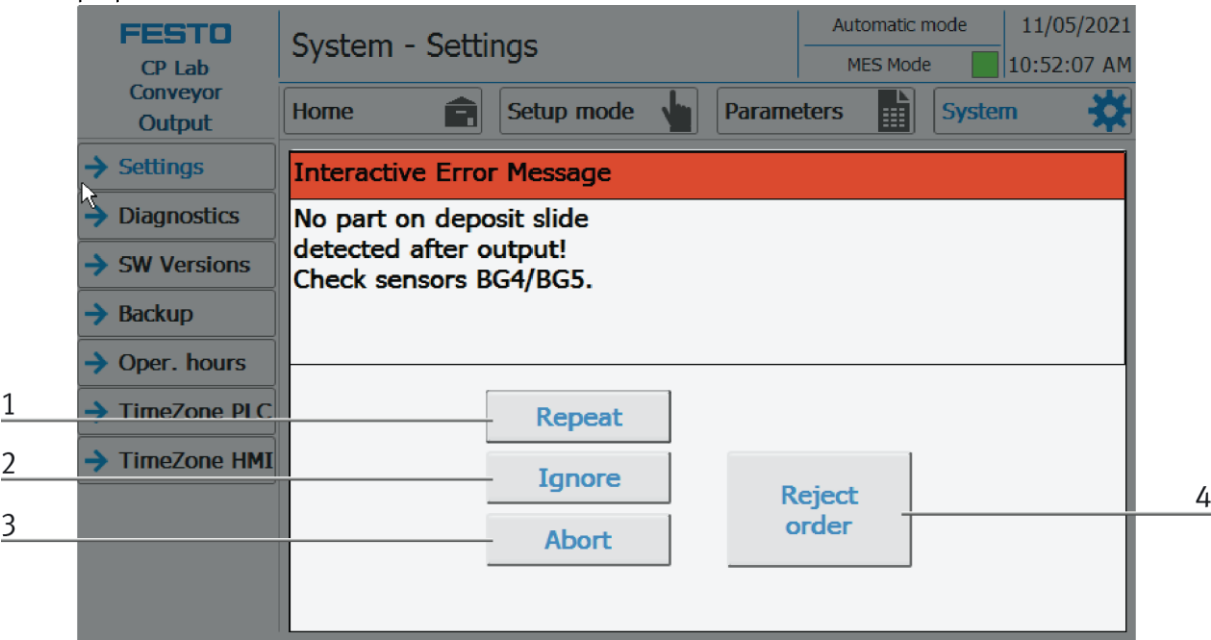 FESTO
CP Lab
Conveyor
Output
System - Settings
Automatic mode
MES Mode
11/05/2021
10:52:07 AM
Home
Setup mode
Parameters
System
Settings
Diagnostics
SW Versions
Backup
Oper. hours
TimeZone PLC
TimeZone HMI
Interactive Error Message
No part on deposit slide
detected after output!
Check sensors BG4/BG5.
1
Repeat
2
Ignore
3
Abort
Reject
order
4